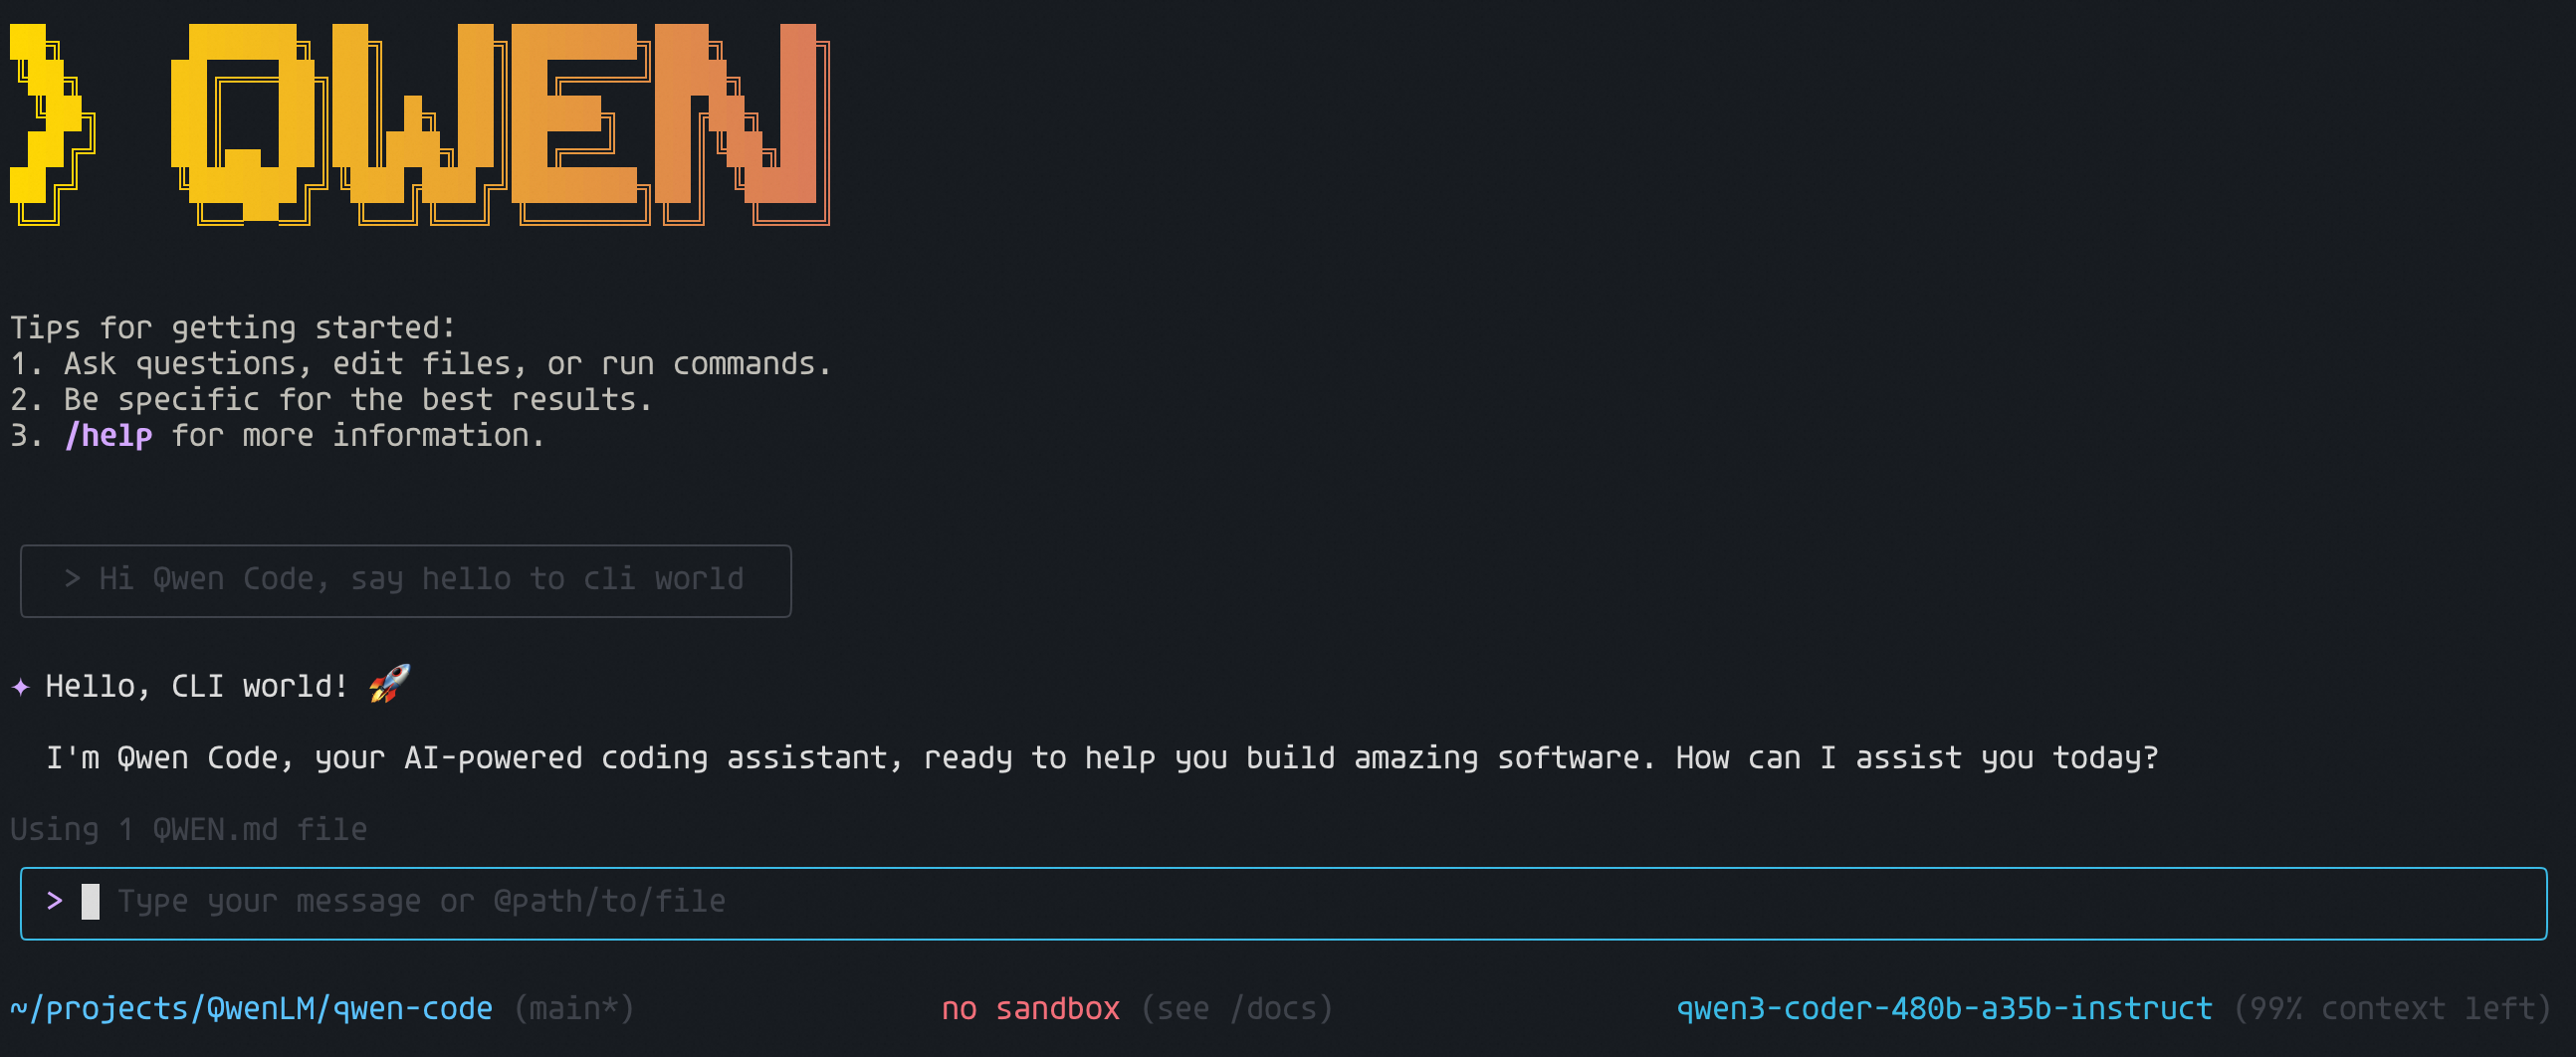 > QWEN
Tips for getting started:
1. Ask questions, edit files, or run commands.
2. Be specific for the best results.
3. /help for more information.
> Hi Qwen Code, say hello to cli world
✦ Hello, CLI world! 🚀
I'm Qwen Code, your AI-powered coding assistant, ready to help you build amazing software. How can I assist you today?
Using 1 QWEN.md file
> Type your message or @path/to/file
~/projects/QwenLM/qwen-code (main*) no sandbox (see /docs) qwen3-coder-480b-a35b-instruct (99% context left)